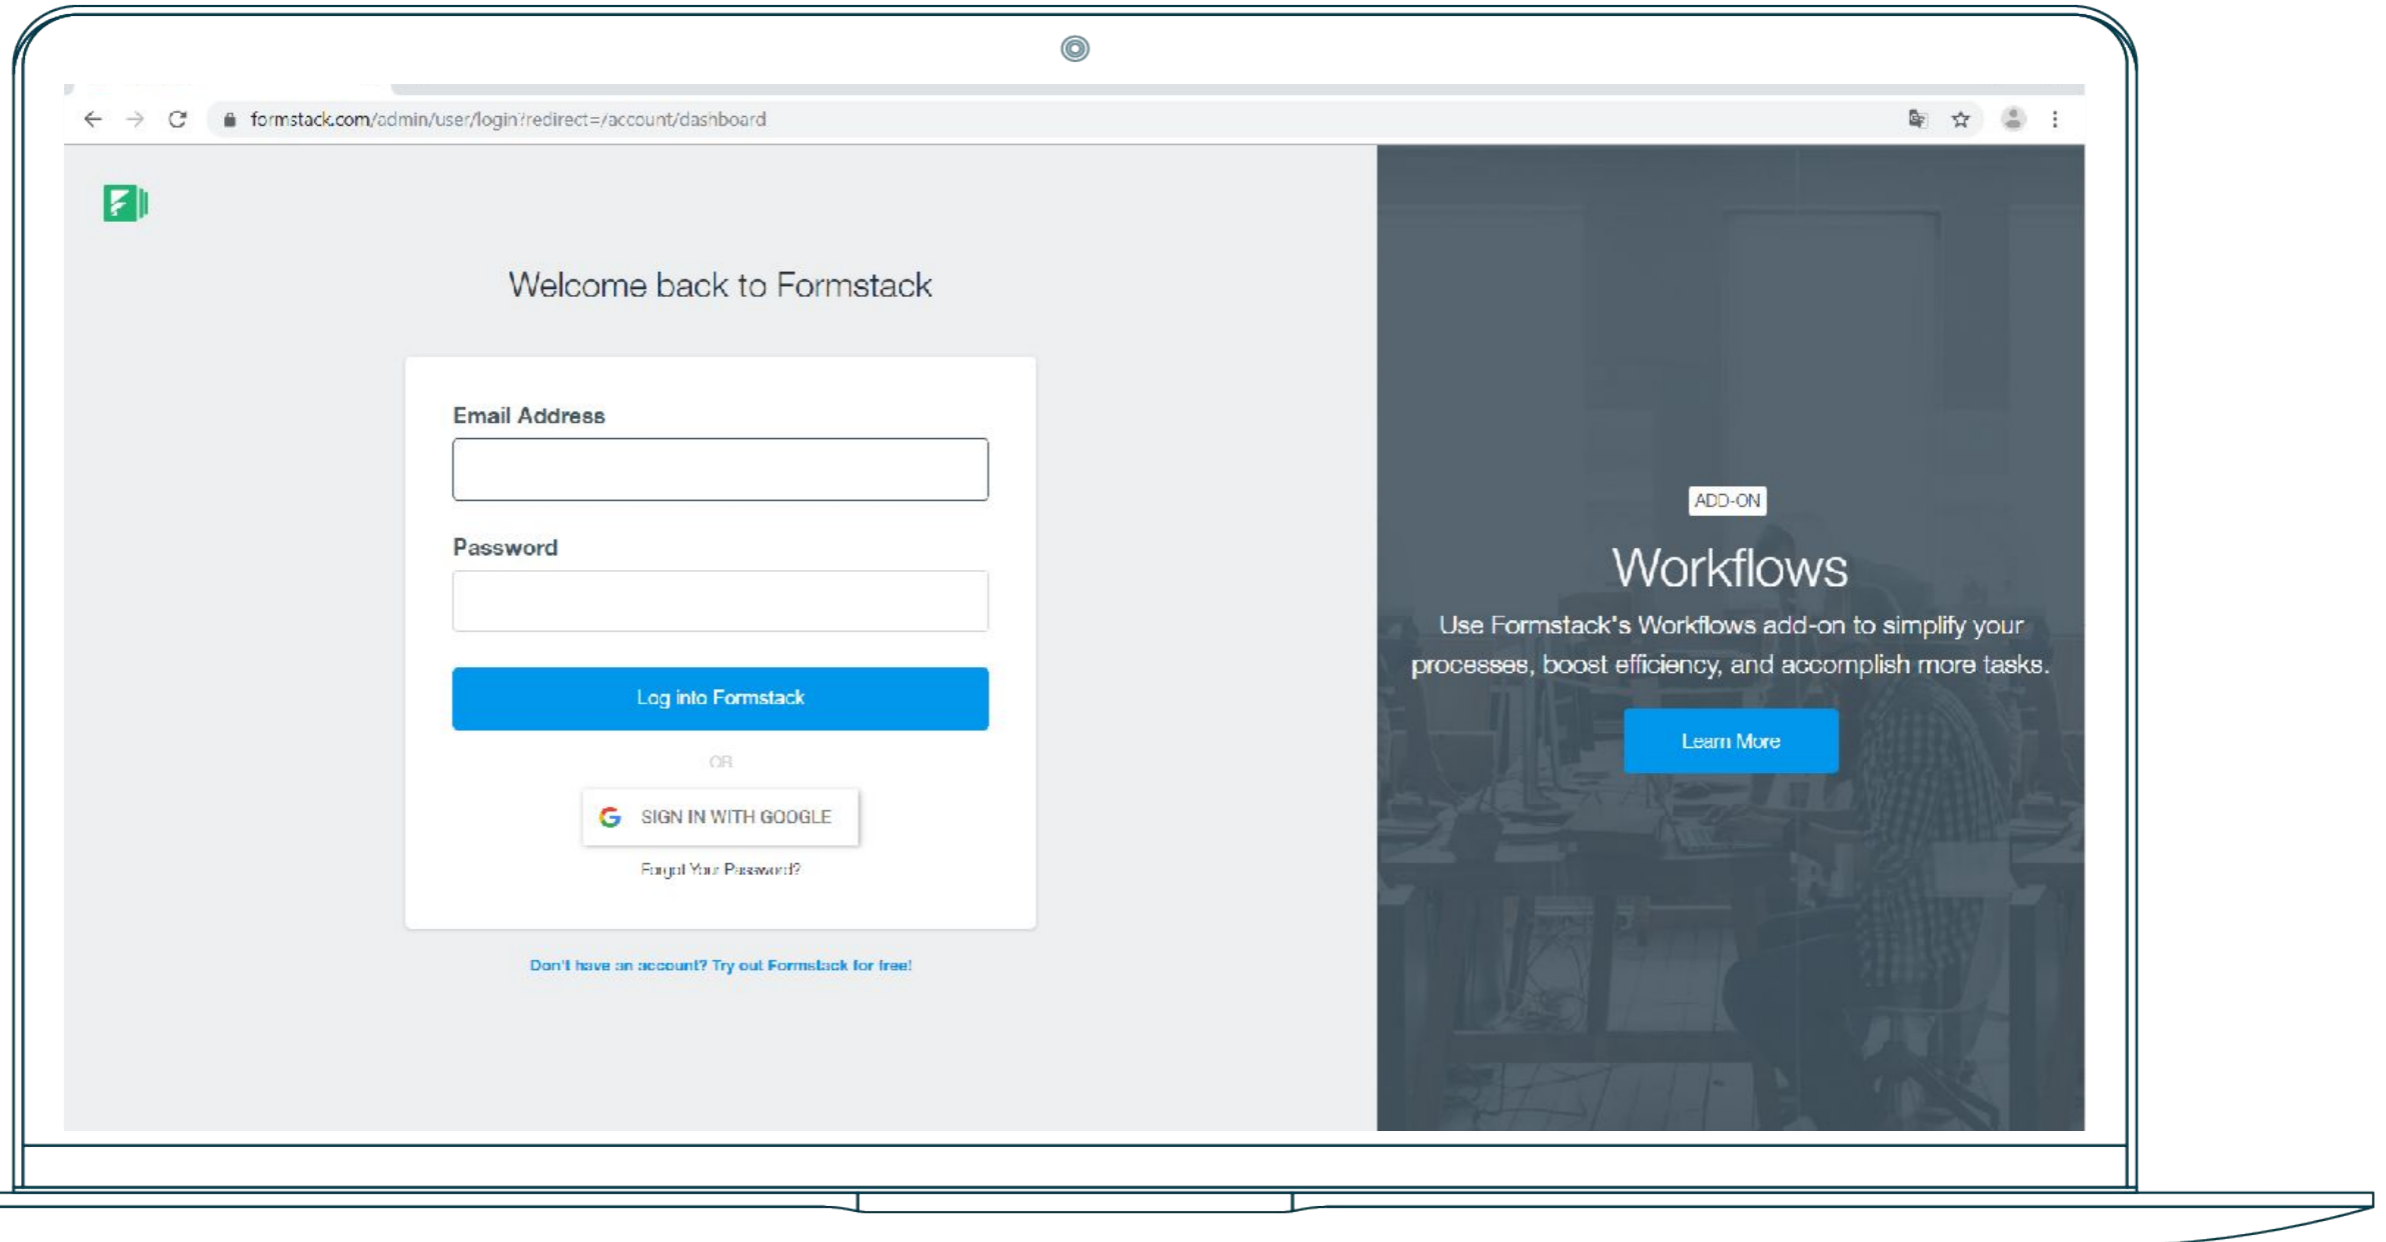 formstack.com/admin/user/login?redirect=/account/dashboard
Welcome back to Formstack
Email Address
Password
Log into Formstack
OR
SIGN IN WITH GOOGLE
Forgot Your Password?
Don't have an account? Try out Formstack for free!
ADD-ON
Workflows
Use Formstack's Workflows add-on to simplify your
processes, boost efficiency, and accomplish more tasks.
Learn More